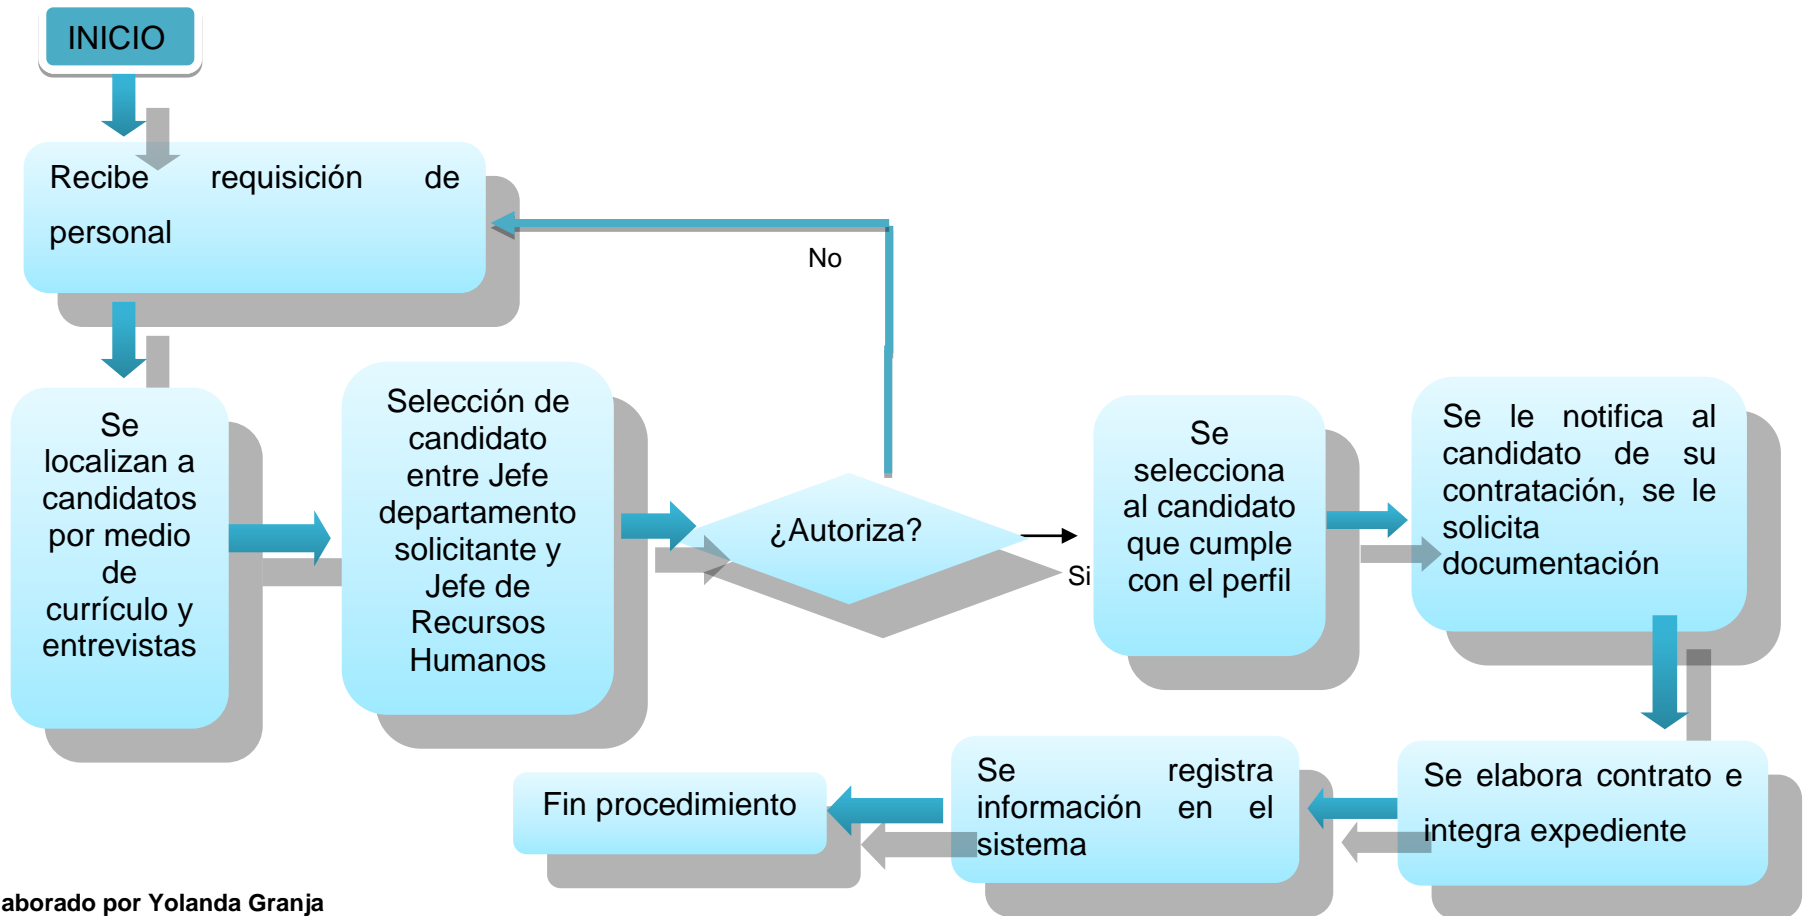 INICIO
Recibe requisición de
personal
No
Se
localizan a
candidatos
por medio
de
currículo y
entrevistas
Selección de
candidato
entre Jefe
departamento
solicitante y
Jefe de
Recursos
Humanos
¿Autoriza?
Si
Se
selecciona
al candidato
que cumple
con el perfil
Se le notifica al
candidato de su
contratación, se le
solicita
documentación
Se elabora contrato e
integra expediente
Se registra
información en el
sistema
Fin procedimiento
aborado por Yolanda Granja